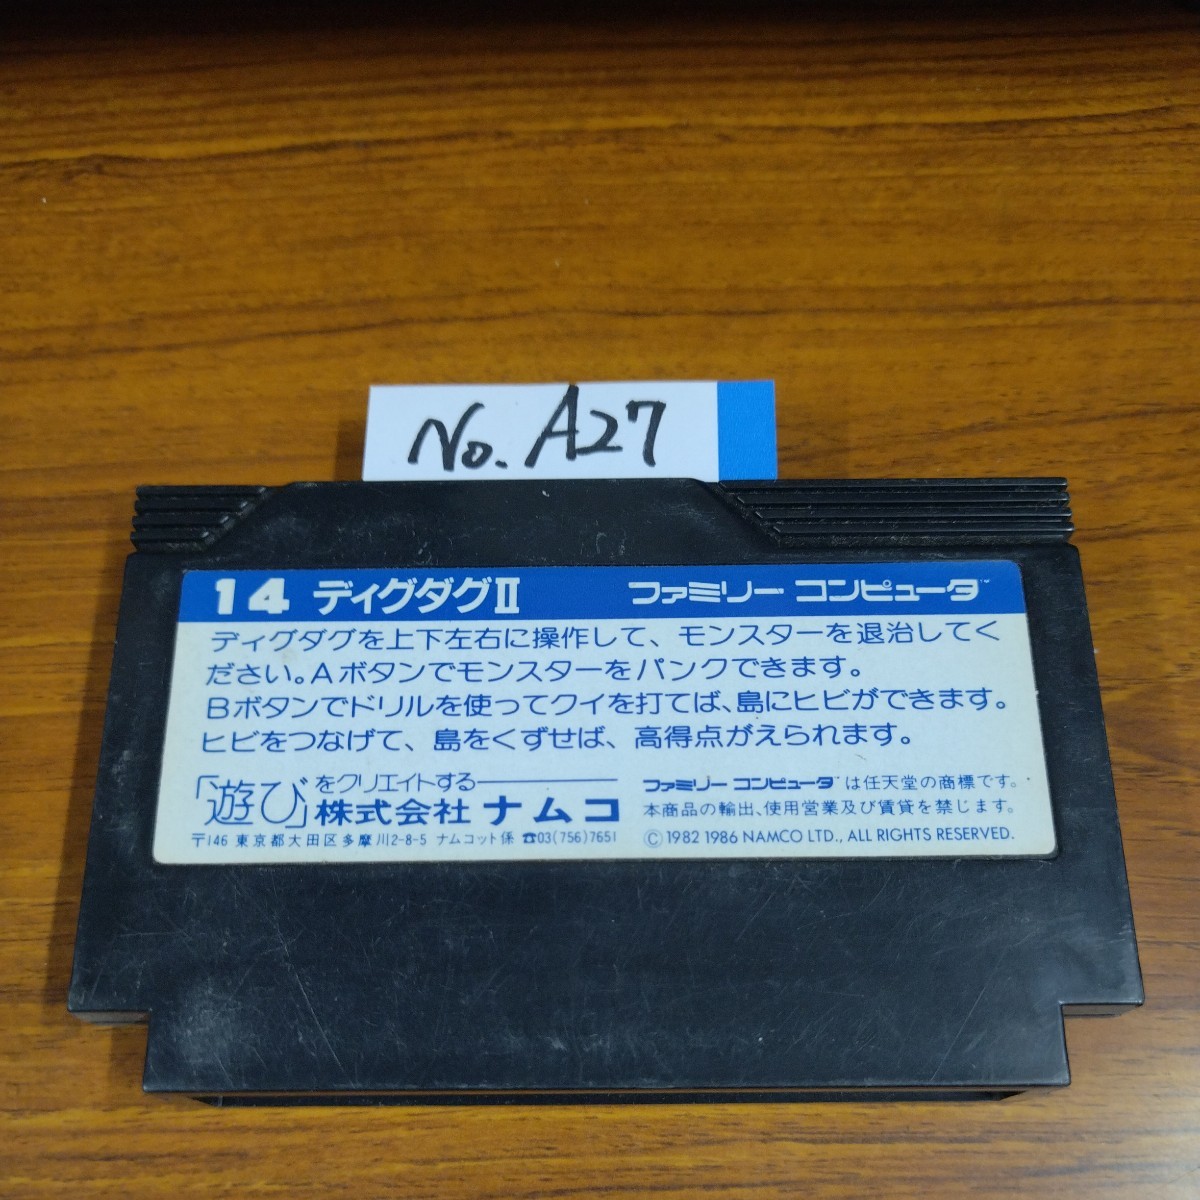 No. A27
14 ディグダグII ファミリー コンピュータ™
ディグダグを上下左右に操作して、モンスターを退治してく
ださい。Aボタンでモンスターをパンクできます。
Bボタンでドリルを使ってクイを打てば、島にヒビができます。
ヒビをつなげて、島をくずせば、高得点がえられます。
「遊び」をクリエイトする
株式会社 ナムコ
〒146 東京都大田区多摩川2-8-5 ナムコット係 ☎03(756)7651
ファミリー コンピュータ™は任天堂の商標です。
本商品の輸出、使用営業及び賃貸を禁じます。
Ⓒ 1982 1986 NAMCO LTD., ALL RIGHTS RESERVED.